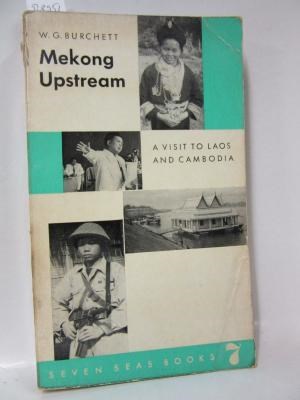 W. G. BURCHETT
Mekong
Upstream
A VISIT TO LAOS
AND CAMBODIA
SEVEN SEAS BOOKS 7